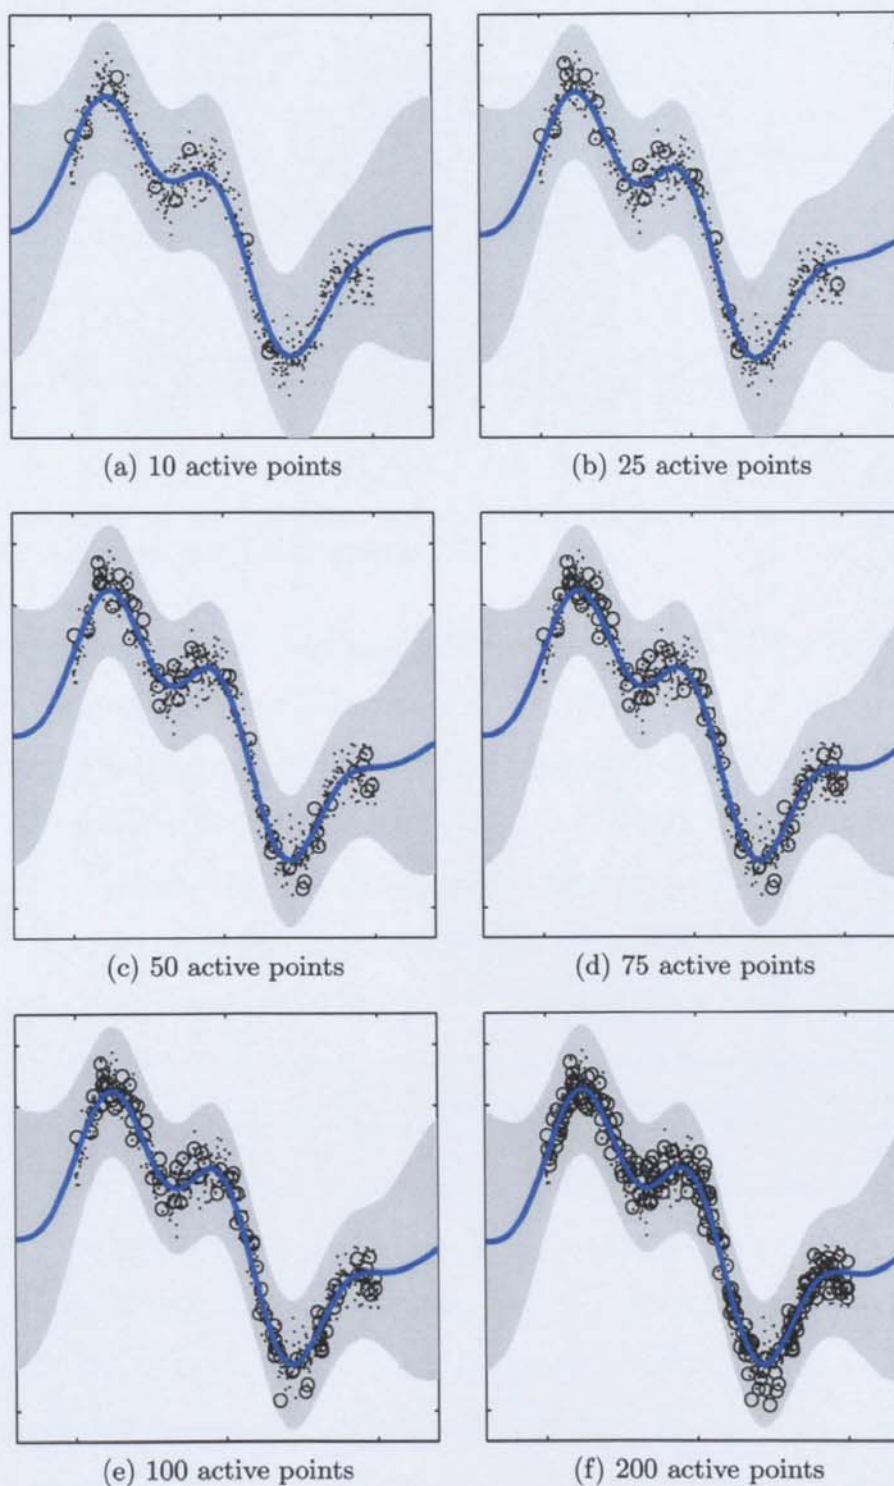 (a) 10 active points
(b) 25 active points
(c) 50 active points
(d) 75 active points
(e) 100 active points
(f) 200 active points